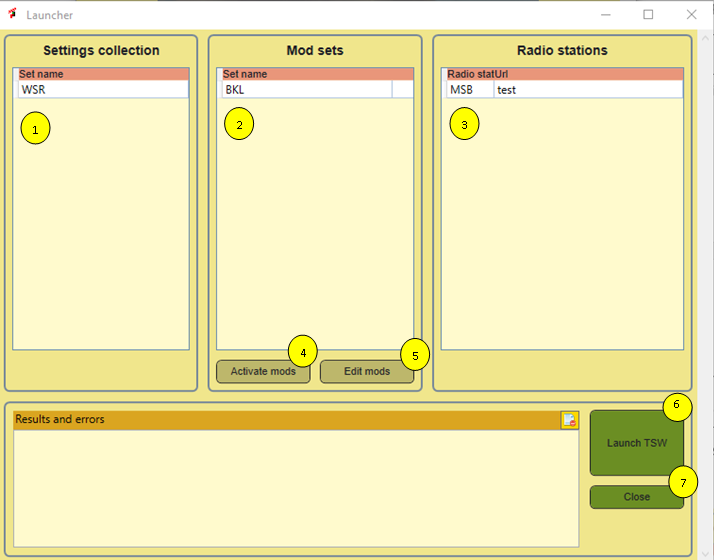 Launcher
Settings collection
Mod sets
Radio stations
Set name
Set name
Radio stat Url
WSR
BKL
MSB test
1
2
3
4
5
Activate mods
Edit mods
6
Results and errors
Launch TSW
7
Close